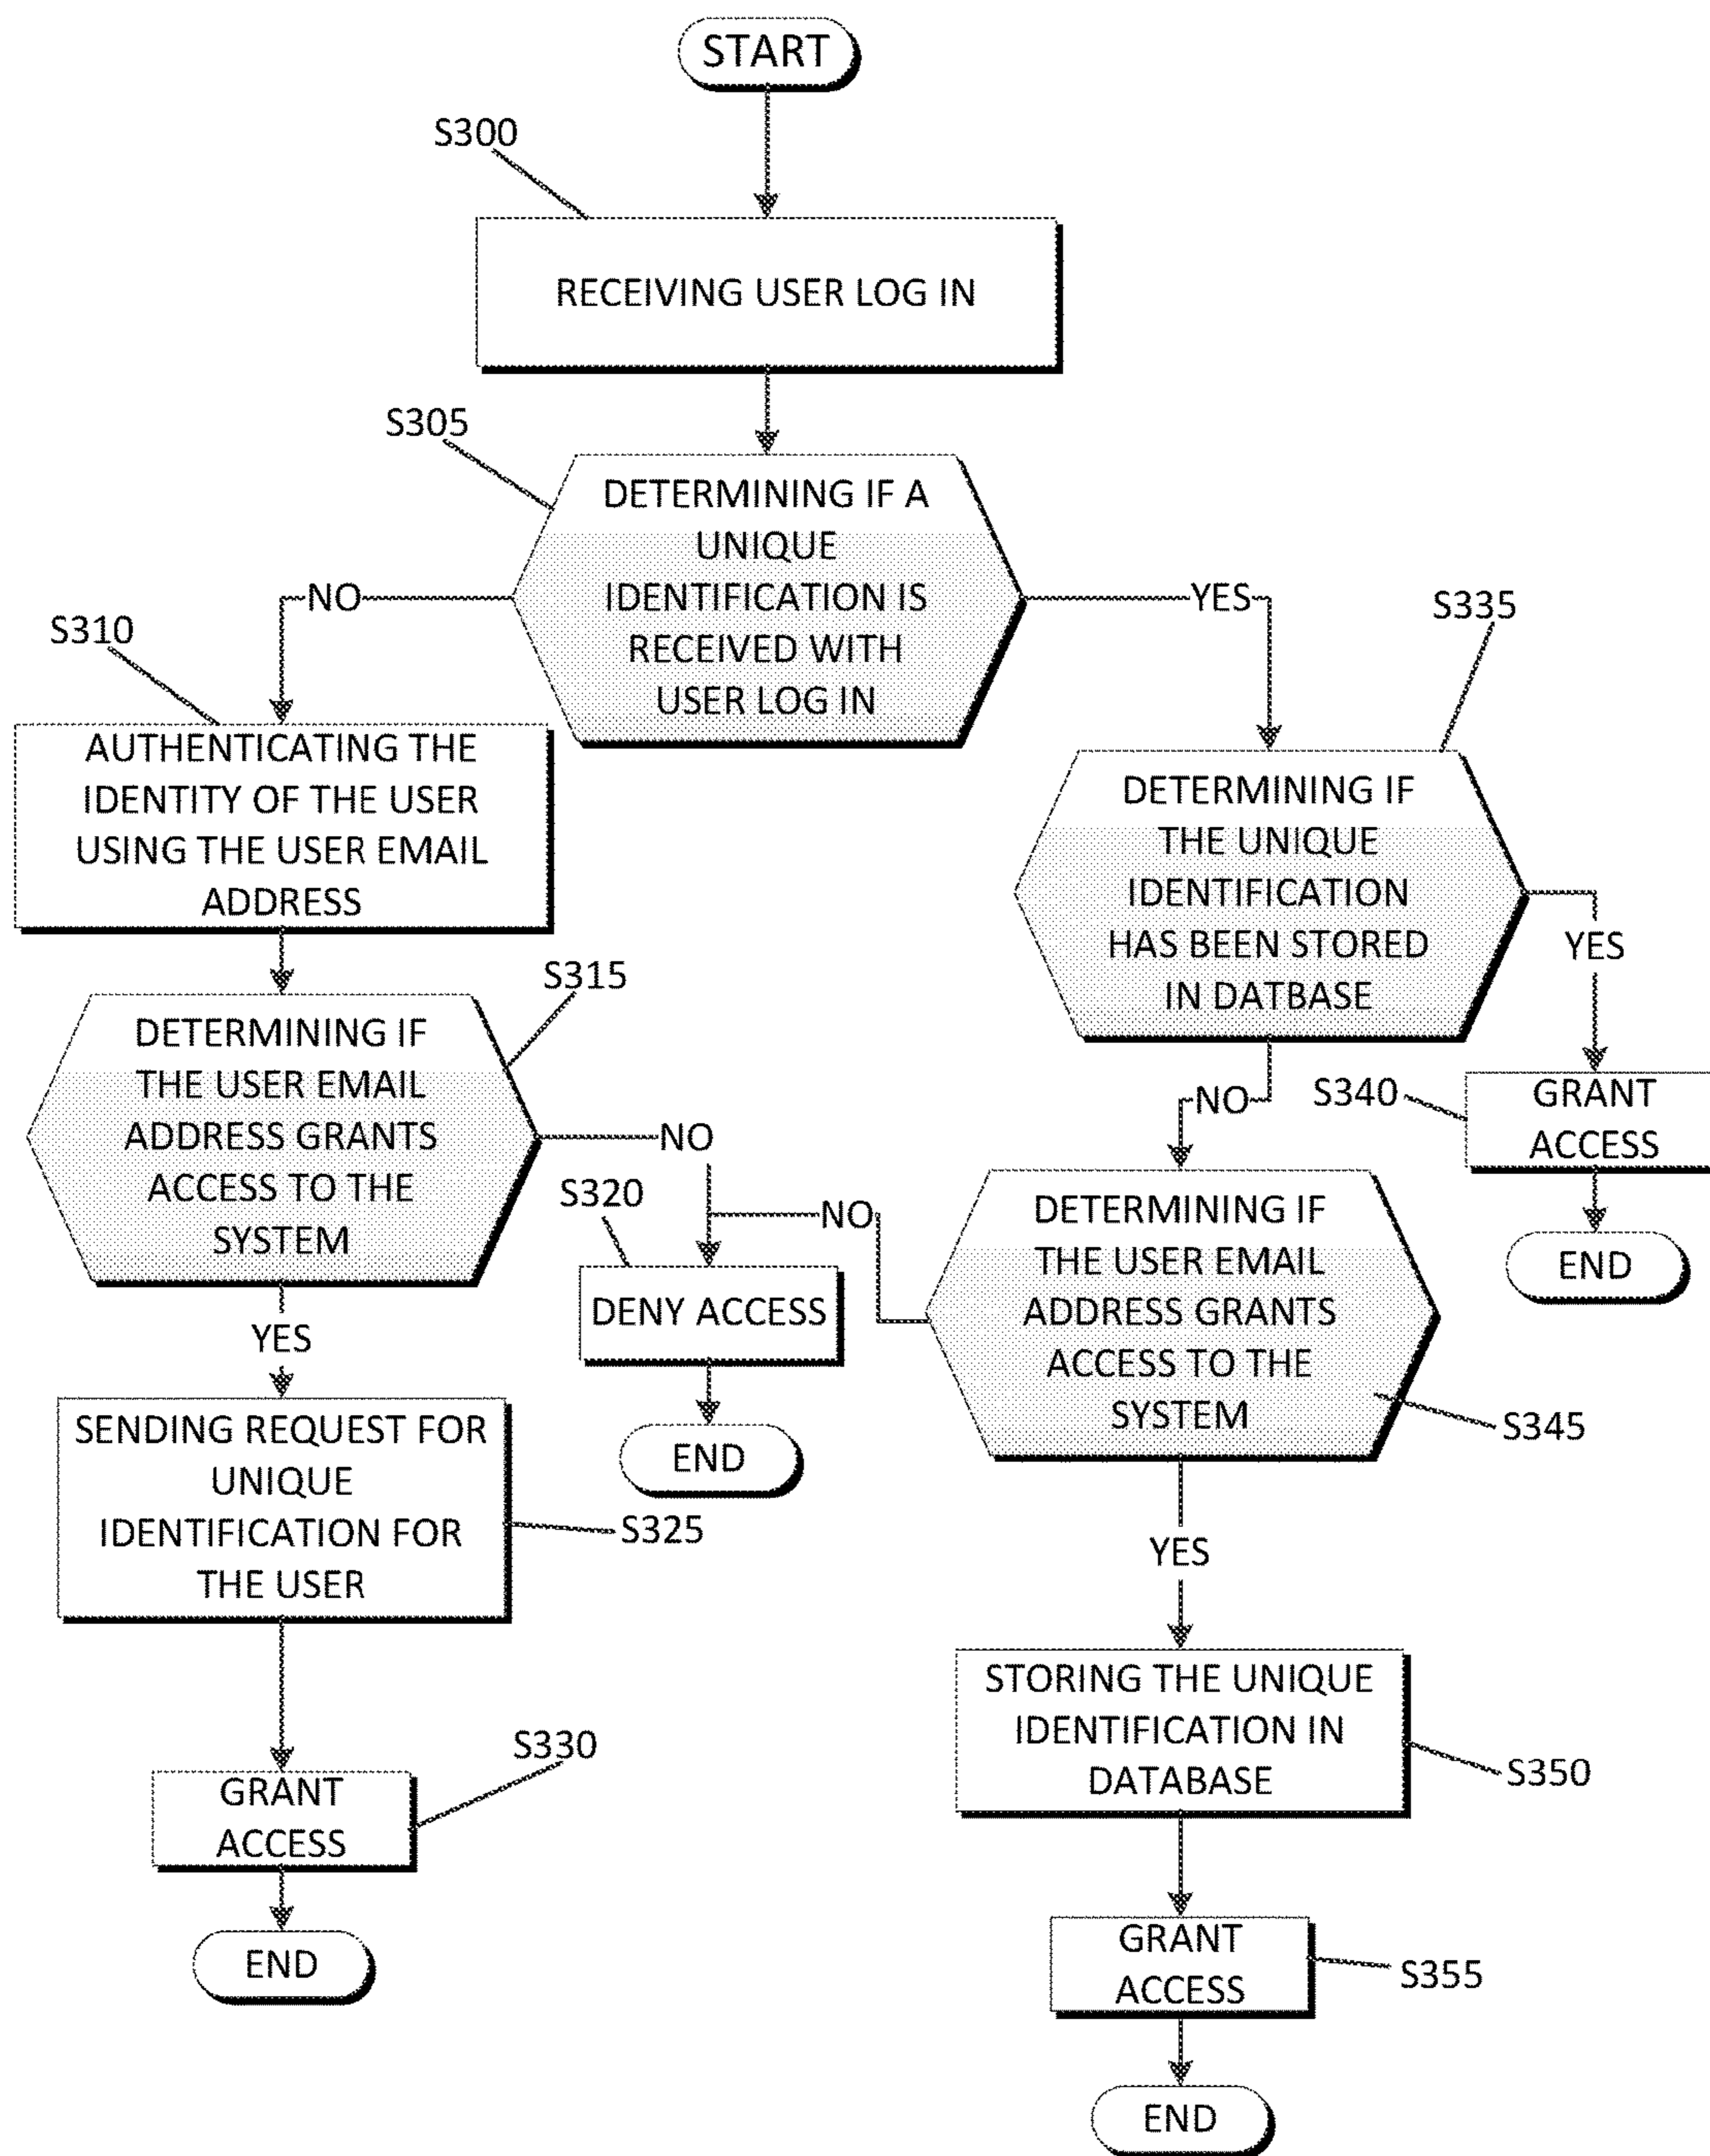 START
S300
RECEIVING USER LOG IN
S305
DETERMINING IF A
UNIQUE
IDENTIFICATION IS
RECEIVED WITH
USER LOG IN
NO
YES
S310
AUTHENTICATING THE
IDENTITY OF THE USER
USING THE USER EMAIL
ADDRESS
S335
DETERMINING IF
THE UNIQUE
IDENTIFICATION
HAS BEEN STORED
IN DATBASE
YES
S340
GRANT
ACCESS
END
NO
S315
DETERMINING IF
THE USER EMAIL
ADDRESS GRANTS
ACCESS TO THE
SYSTEM
NO
S320
DENY ACCESS
END
NO
DETERMINING IF
THE USER EMAIL
ADDRESS GRANTS
ACCESS TO THE
SYSTEM
S345
YES
SENDING REQUEST FOR
UNIQUE
IDENTIFICATION FOR
THE USER
S325
YES
STORING THE UNIQUE
IDENTIFICATION IN
DATABASE
S350
S330
GRANT
ACCESS
END
GRANT
ACCESS
S355
END